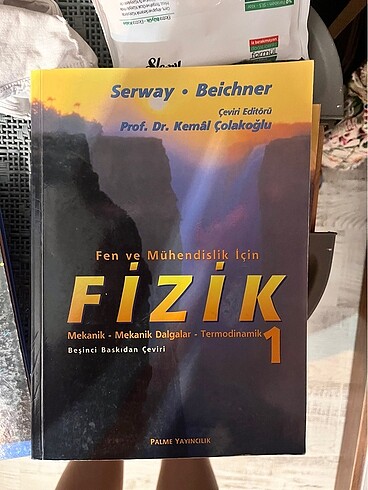 Serway • Beichner
Çeviri Editörü
Prof. Dr. Kemâl Çolakoğlu
Fen ve Mühendislik İçin
FİZİK
Mekanik - Mekanik Dalgalar - Termodinamik 1
Beşinci Baskıdan Çeviri
PALME YAYINCILIK